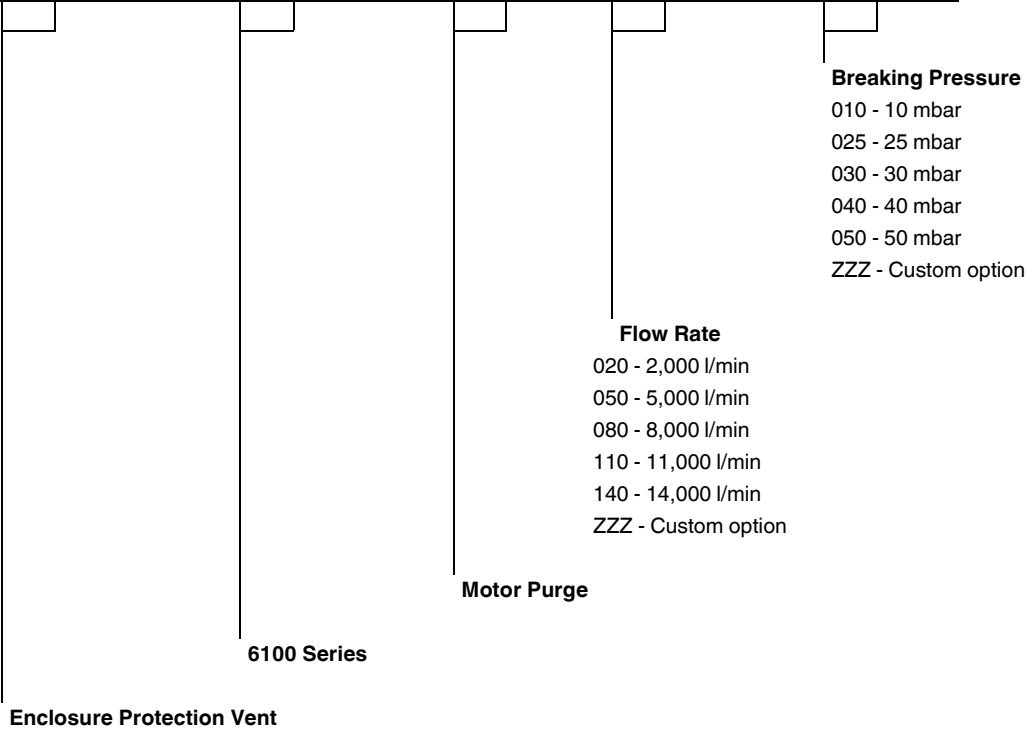 Breaking Pressure
010 - 10 mbar
025 - 25 mbar
030 - 30 mbar
040 - 40 mbar
050 - 50 mbar
ZZZ - Custom option
Flow Rate
020 - 2,000 l/min
050 - 5,000 l/min
080 - 8,000 l/min
110 - 11,000 l/min
140 - 14,000 l/min
ZZZ - Custom option
Motor Purge
6100 Series
Enclosure Protection Vent